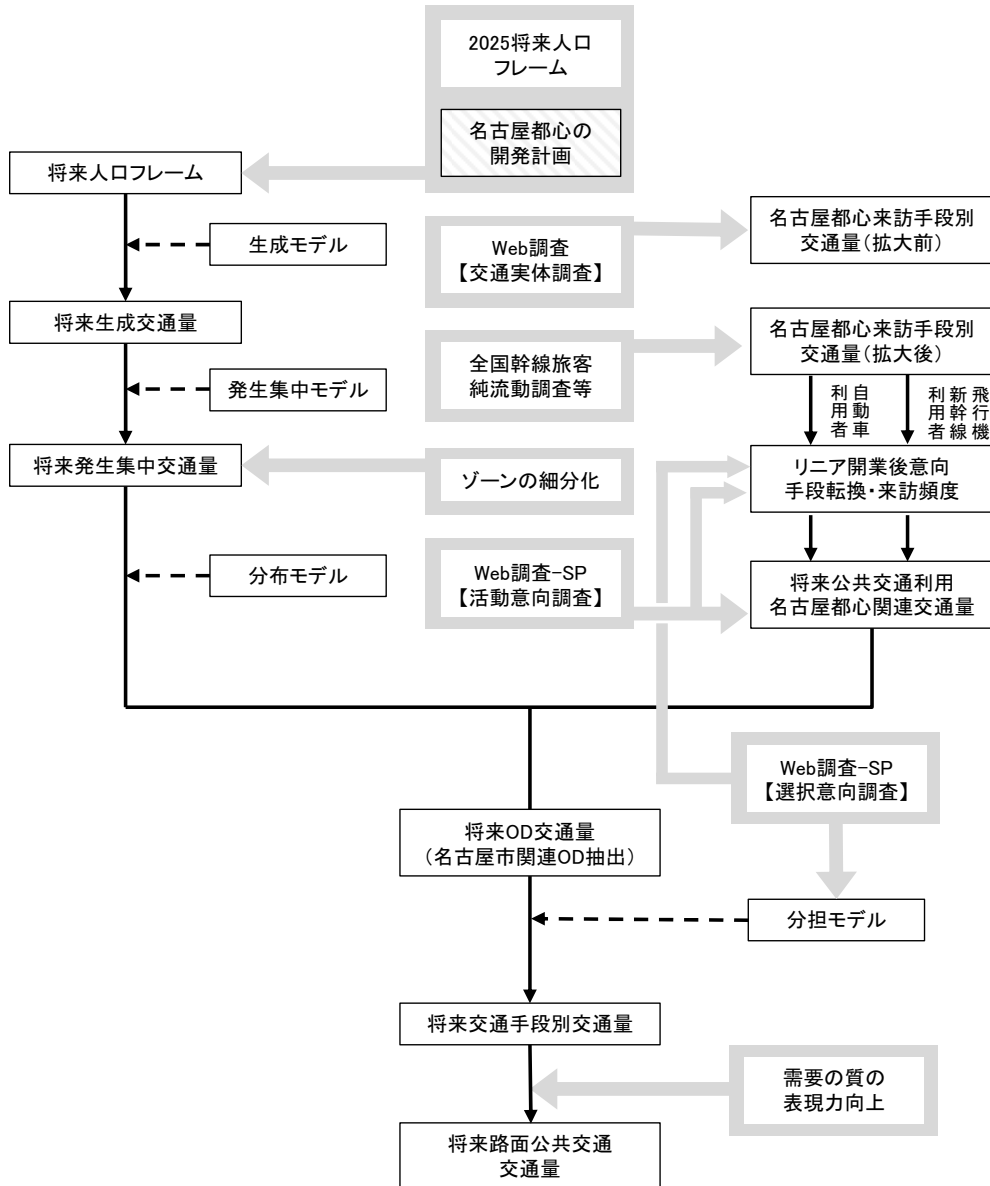 2025将来人口
フレーム
名古屋都心の
開発計画
将来人口フレーム
生成モデル
Web調査
【交通実体調査】
名古屋都心来訪手段別
交通量(拡大前)
将来生成交通量
全国幹線旅客
純流動調査等
名古屋都心来訪手段別
交通量(拡大後)
発生集中モデル
自動車
利用者
飛行機
新幹線
利用者
将来発生集中交通量
ゾーンの細分化
リニア開業後意向
手段転換・来訪頻度
分布モデル
Web調査-SP
【活動意向調査】
将来公共交通利用
名古屋都心関連交通量
Web調査-SP
【選択意向調査】
将来OD交通量
(名古屋市関連OD抽出)
分担モデル
将来交通手段別交通量
需要の質の
表現力向上
将来路面公共交通
交通量